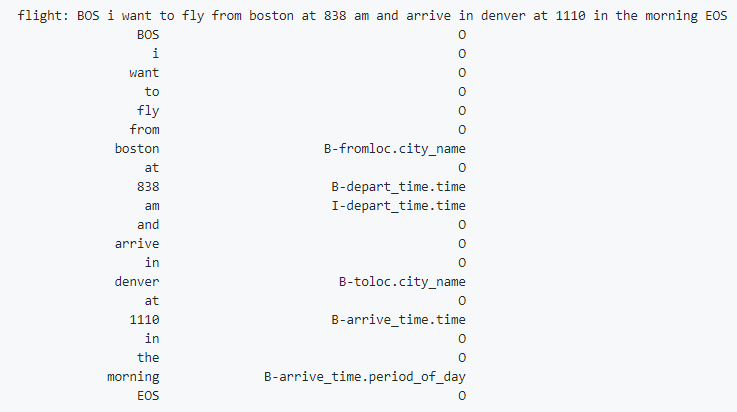 flight: BOS i want to fly from boston at 838 am and arrive in denver at 1110 in the morning EOS
BOS O
i O
want O
to O
fly O
from O
boston B-fromloc.city_name
at O
838 B-depart_time.time
am I-depart_time.time
and O
arrive O
in O
denver B-toloc.city_name
at O
1110 B-arrive_time.time
in O
the O
morning B-arrive_time.period_of_day
EOS O